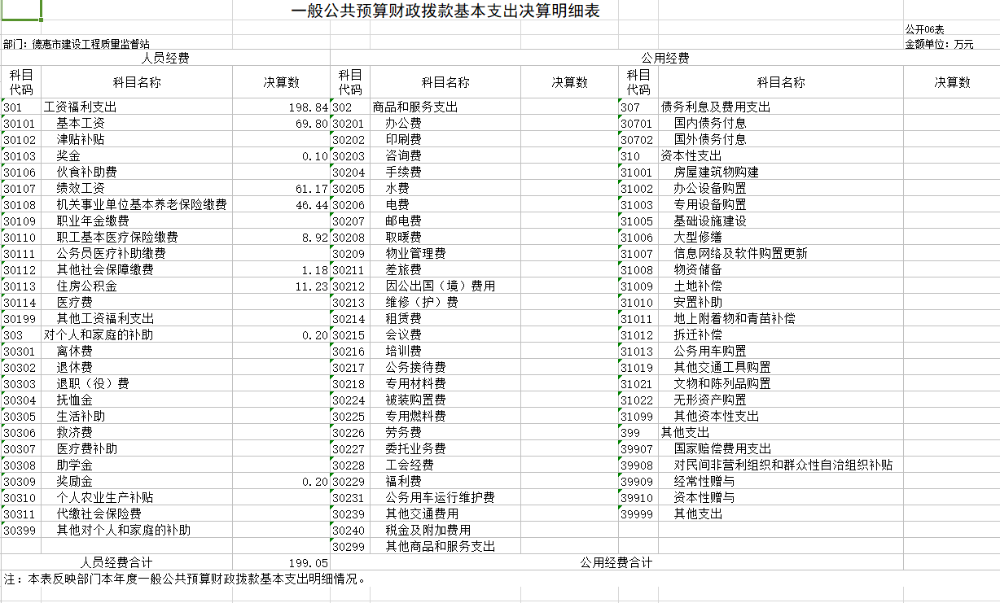 一般公共预算财政拨款基本支出决算明细表
公开06表
部门：德惠市建设工程质量监督站 金额单位：万元
人员经费 公用经费
科目代码 科目名称 决算数 科目代码 科目名称 决算数 科目代码 科目名称 决算数
301 工资福利支出 198.84 302 商品和服务支出 307 债务利息及费用支出
30101 基本工资 69.80 30201 办公费 30701 国内债务付息
30102 津贴补贴 30202 印刷费 30702 国外债务付息
30103 奖金 0.10 30203 咨询费 310 资本性支出
30106 伙食补助费 30204 手续费 31001 房屋建筑物购建
30107 绩效工资 61.17 30205 水费 31002 办公设备购置
30108 机关事业单位基本养老保险缴费 46.44 30206 电费 31003 专用设备购置
30109 职业年金缴费 30207 邮电费 31005 基础设施建设
30110 职工基本医疗保险缴费 8.92 30208 取暖费 31006 大型修缮
30111 公务员医疗补助缴费 30209 物业管理费 31007 信息网络及软件购置更新
30112 其他社会保障缴费 1.18 30211 差旅费 31008 物资储备
30113 住房公积金 11.23 30212 因公出国（境）费用 31009 土地补偿
30114 医疗费 30213 维修（护）费 31010 安置补助
30199 其他工资福利支出 30214 租赁费 31011 地上附着物和青苗补偿
303 对个人和家庭的补助 0.20 30215 会议费 31012 拆迁补偿
30301 离休费 30216 培训费 31013 公务用车购置
30302 退休费 30217 公务接待费 31019 其他交通工具购置
30303 退职（役）费 30218 专用材料费 31021 文物和陈列品购置
30304 抚恤金 30224 被装购置费 31022 无形资产购置
30305 生活补助 30225 专用燃料费 31099 其他资本性支出
30306 救济费 30226 劳务费 399 其他支出
30307 医疗费补助 30227 委托业务费 39907 国家赔偿费用支出
30308 助学金 30228 工会经费 39908 对民间非营利组织和群众性自治组织补贴
30309 奖励金 0.20 30229 福利费 39909 经常性赠与
30310 个人农业生产补贴 30231 公务用车运行维护费 39910 资本性赠与
30311 代缴社会保险费 30239 其他交通费用 39999 其他支出
30399 其他对个人和家庭的补助 30240 税金及附加费用
30299 其他商品和服务支出
人员经费合计 199.05 公用经费合计
注：本表反映部门本年度一般公共预算财政拨款基本支出明细情况。